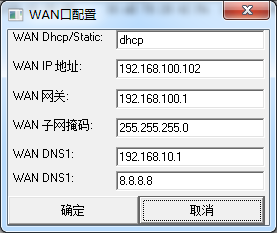 WAN口配置
WAN Dhcp/Static: dhcp
WAN IP 地址: 192.168.100.102
WAN 网关: 192.168.100.1
WAN 子网掩码: 255.255.255.0
WAN DNS1: 192.168.10.1
WAN DNS1: 8.8.8.8
确定 取消